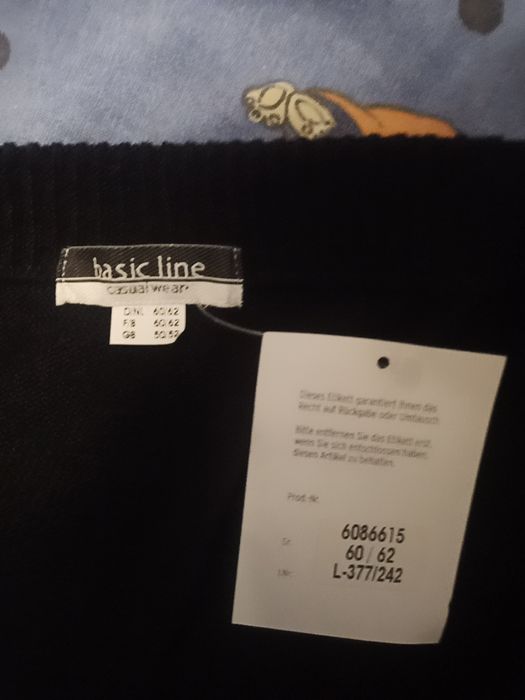 basic line
casual wear
D/NL 60/62
F/B 60/62
GB 50/52
Dieses Etikett garantiert Ihnen das
Recht auf Rückgabe oder Umtausch.
Bitte entfernen Sie das Etikett erst,
wenn Sie sich entschlossen haben,
diesen Artikel zu behalten.
Prod.-Nr.
6086615
Gr. 60 / 62
L-377/242